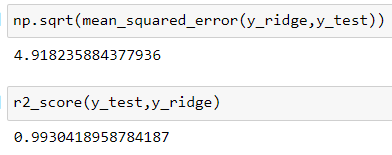 np.sqrt(mean_squared_error(y_ridge,y_test))
4.918235884377936
r2_score(y_test,y_ridge)
0.9930418958784187